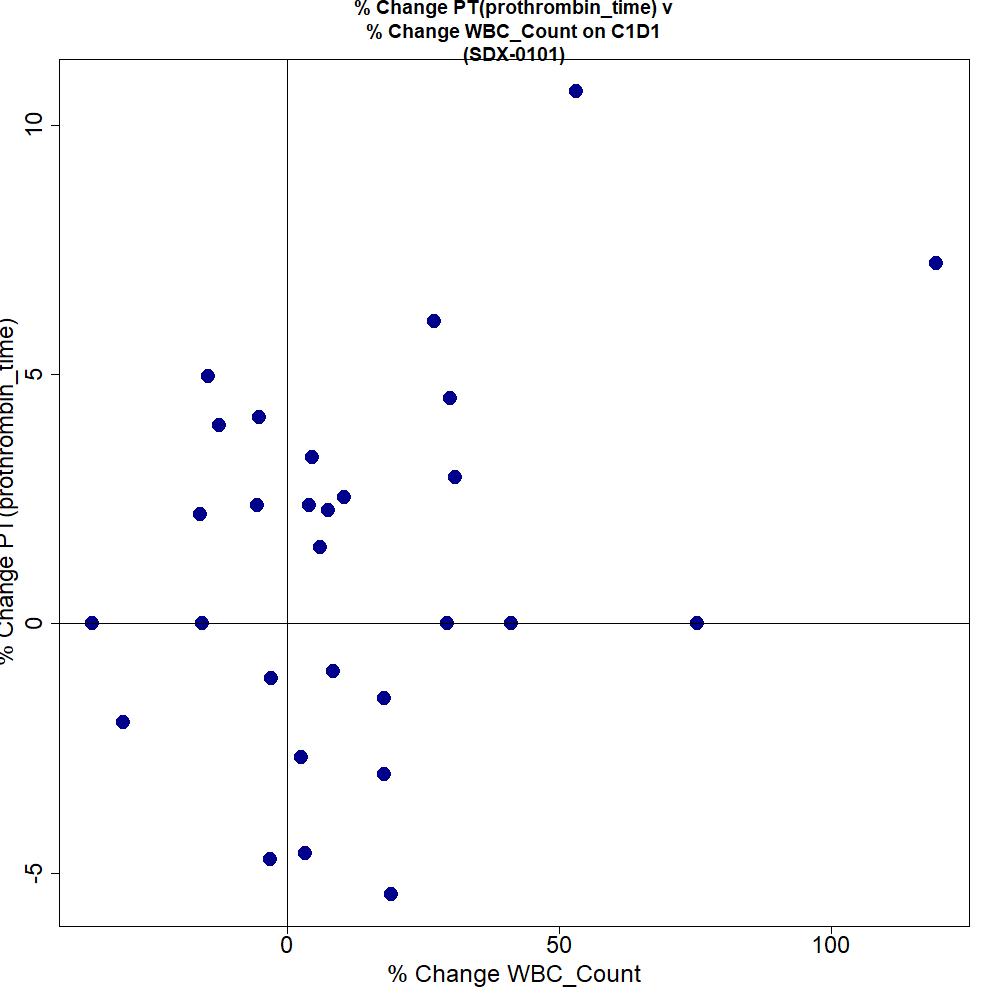 % Change PT(prothrombin_time) v
% Change WBC_Count on C1D1
(SDX-0101)
10
5
0
-5
% Change PT(prothrombin_time)
0
50
100
% Change WBC_Count